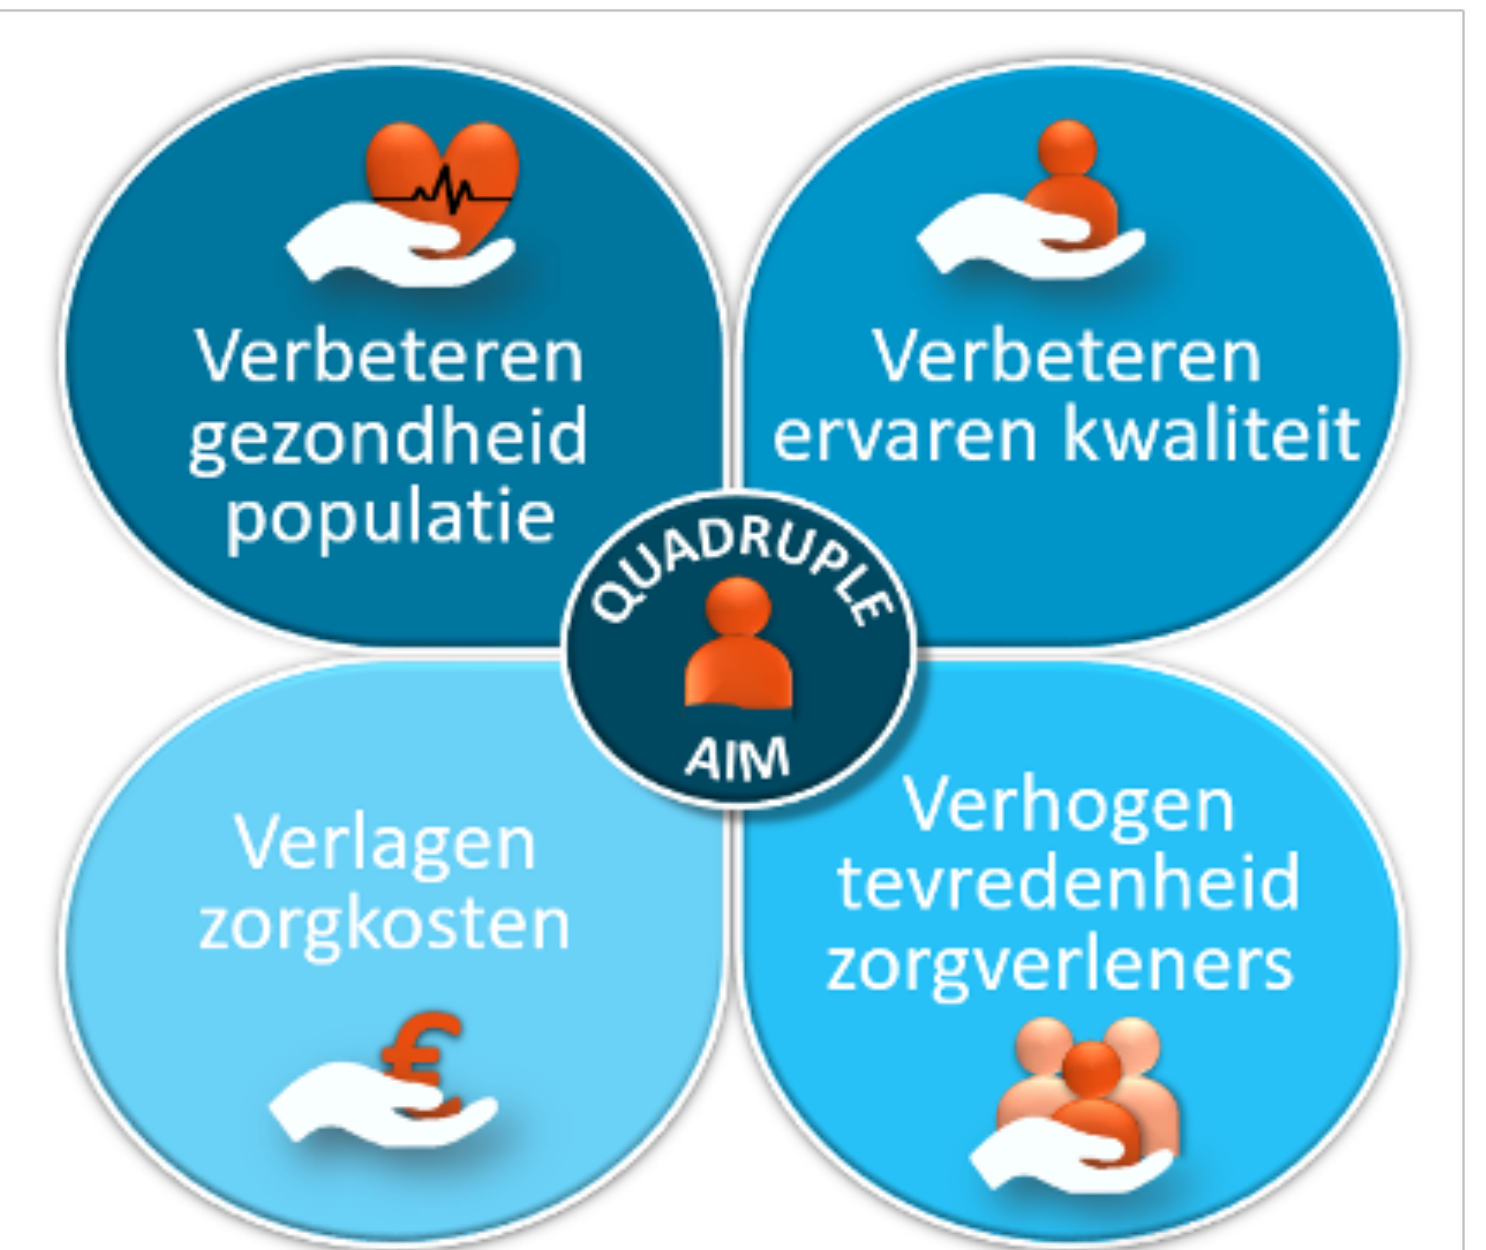 Verbeteren
gezondheid
populatie
Verbeteren
ervaren kwaliteit
QUADRUPLE
AIM
Verlagen
zorgkosten
£
Verhogen
tevredenheid
zorgverleners